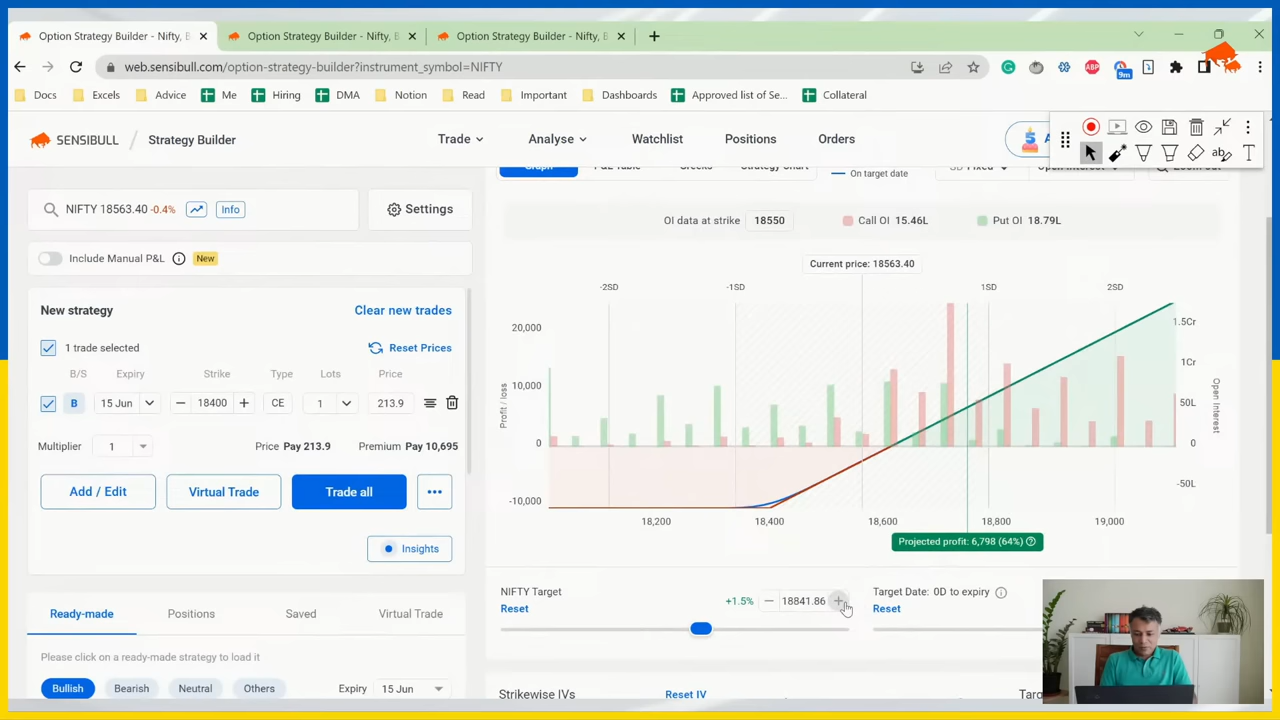 Option Strategy Builder - Nifty, B
Option Strategy Builder - Nifty, B
Option Strategy Builder - Nifty, B
web.sensibull.com/option-strategy-builder?instrument_symbol=NIFTY
ABP
9m
Docs Excels Advice Me Hiring DMA Notion Read Important Dashboards Approved list of Se... Collateral
SENSIBULL Strategy Builder Trade Analyse Watchlist Positions Orders
5
NIFTY 18563.40 -0.4% Info Settings
On target date
Include Manual P&L New
OI data at strike 18550 Call OI 15.46L Put OI 18.79L
Current price: 18563.40
-2SD -1SD 1SD 2SD
New strategy Clear new trades
1 trade selected Reset Prices
B/S Expiry Strike Type Lots Price
B 15 Jun 18400 CE 1 213.9
Multiplier 1 Price Pay 213.9 Premium Pay 10,695
Add / Edit Virtual Trade Trade all
Insights
20,000
10,000
0
-10,000
Profit / loss
1.5Cr
1Cr
50L
0
-50L
Open Interest
18,200 18,400 18,600 18,800 19,000
Projected profit: 6,798 (64%)
NIFTY Target
Reset
+1.5% 18841.86
Target Date: 0D to expiry
Reset
Ready-made Positions Saved Virtual Trade
Please click on a ready-made strategy to load it
Bullish Bearish Neutral Others Expiry 15 Jun
Strikewise IVs Reset IV